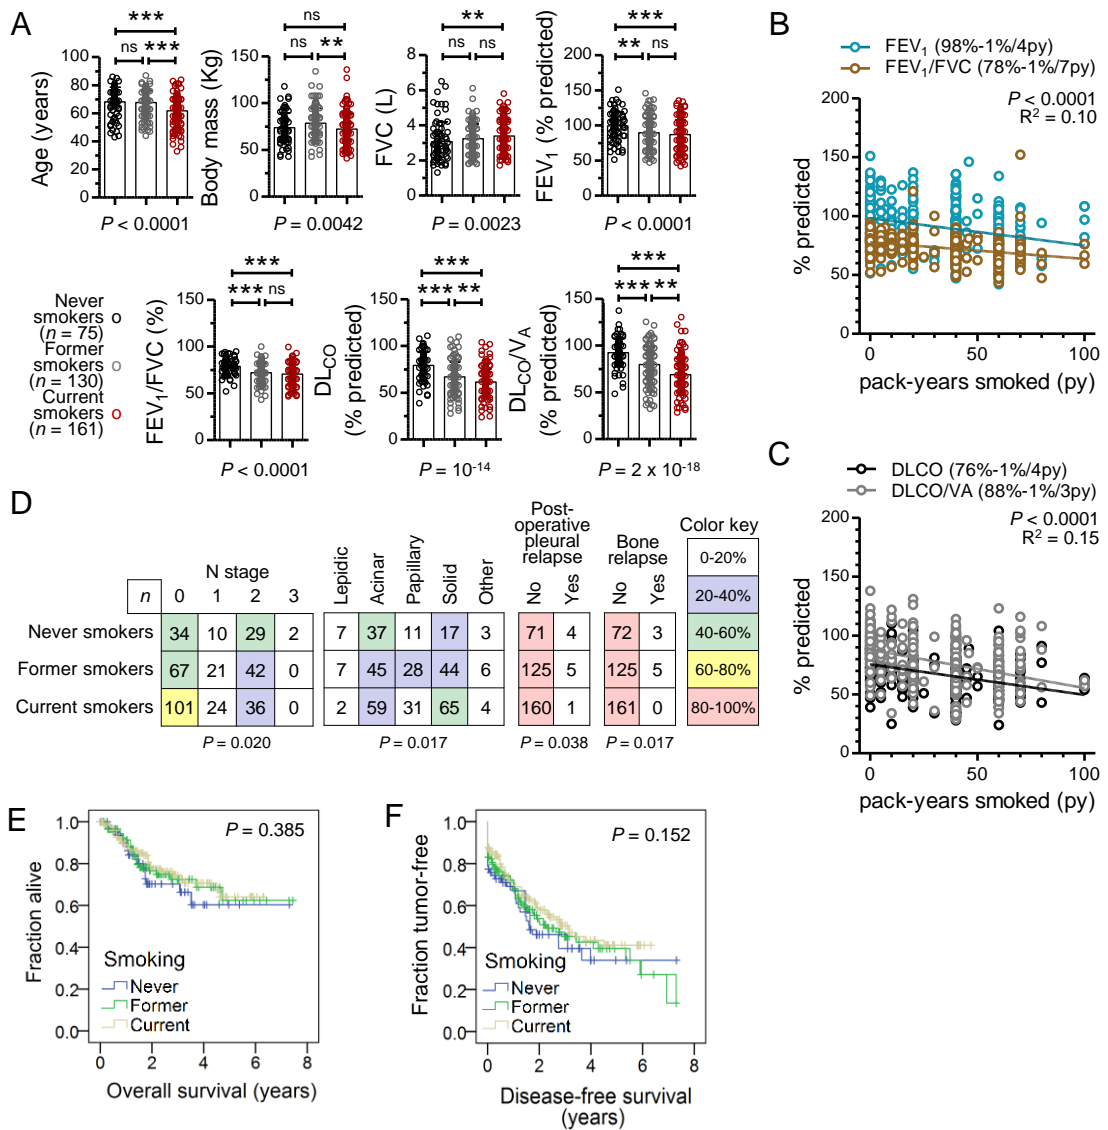 A
***
ns
***
Age (years)
100
80
60
40
20
0
P < 0.0001
ns
ns
**
Body mass (Kg)
150
100
50
0
P = 0.0042
**
ns
ns
FVC (L)
8
6
4
2
0
P = 0.0023
***
**
ns
FEV1 (% predicted)
200
150
100
50
0
P < 0.0001
Never
smokers o
(n = 75)
Former
smokers o
(n = 130)
Current
smokers o
(n = 161)
***
***
ns
FEV1/FVC (%)
150
100
50
0
P < 0.0001
***
***
**
DLCO
(% predicted)
150
100
50
0
P = 10-14
***
***
**
DLCO/VA
(% predicted)
150
100
50
0
P = 2 x 10-18
B
FEV1 (98%-1%/4py)
FEV1/FVC (78%-1%/7py)
P < 0.0001
R2 = 0.10
% predicted
200
150
100
50
0
0
50
100
pack-years smoked (py)
C
DLCO (76%-1%/4py)
DLCO/VA (88%-1%/3py)
P < 0.0001
R2 = 0.15
% predicted
200
150
100
50
0
0
50
100
pack-years smoked (py)
D
N stage
n 0 1 2 3
Lepidic
Acinar
Papillary
Solid
Other
Post-
operative
pleural
relapse
No
Yes
Bone
relapse
No
Yes
Color key
0-20%
20-40%
40-60%
60-80%
80-100%
Never smokers 34 10 29 2 7 37 11 17 3 71 4 72 3
Former smokers 67 21 42 0 7 45 28 44 6 125 5 125 5
Current smokers 101 24 36 0 2 59 31 65 4 160 1 161 0
P = 0.020
P = 0.017
P = 0.038
P = 0.017
E
P = 0.385
Fraction alive
1.0
0.8
0.6
0.4
0.2
0.0
Smoking
Never
Former
Current
0 2 4 6 8
Overall survival (years)
F
P = 0.152
Fraction tumor-free
1.0
0.8
0.6
0.4
0.2
0.0
Smoking
Never
Former
Current
0 2 4 6 8
Disease-free survival
(years)